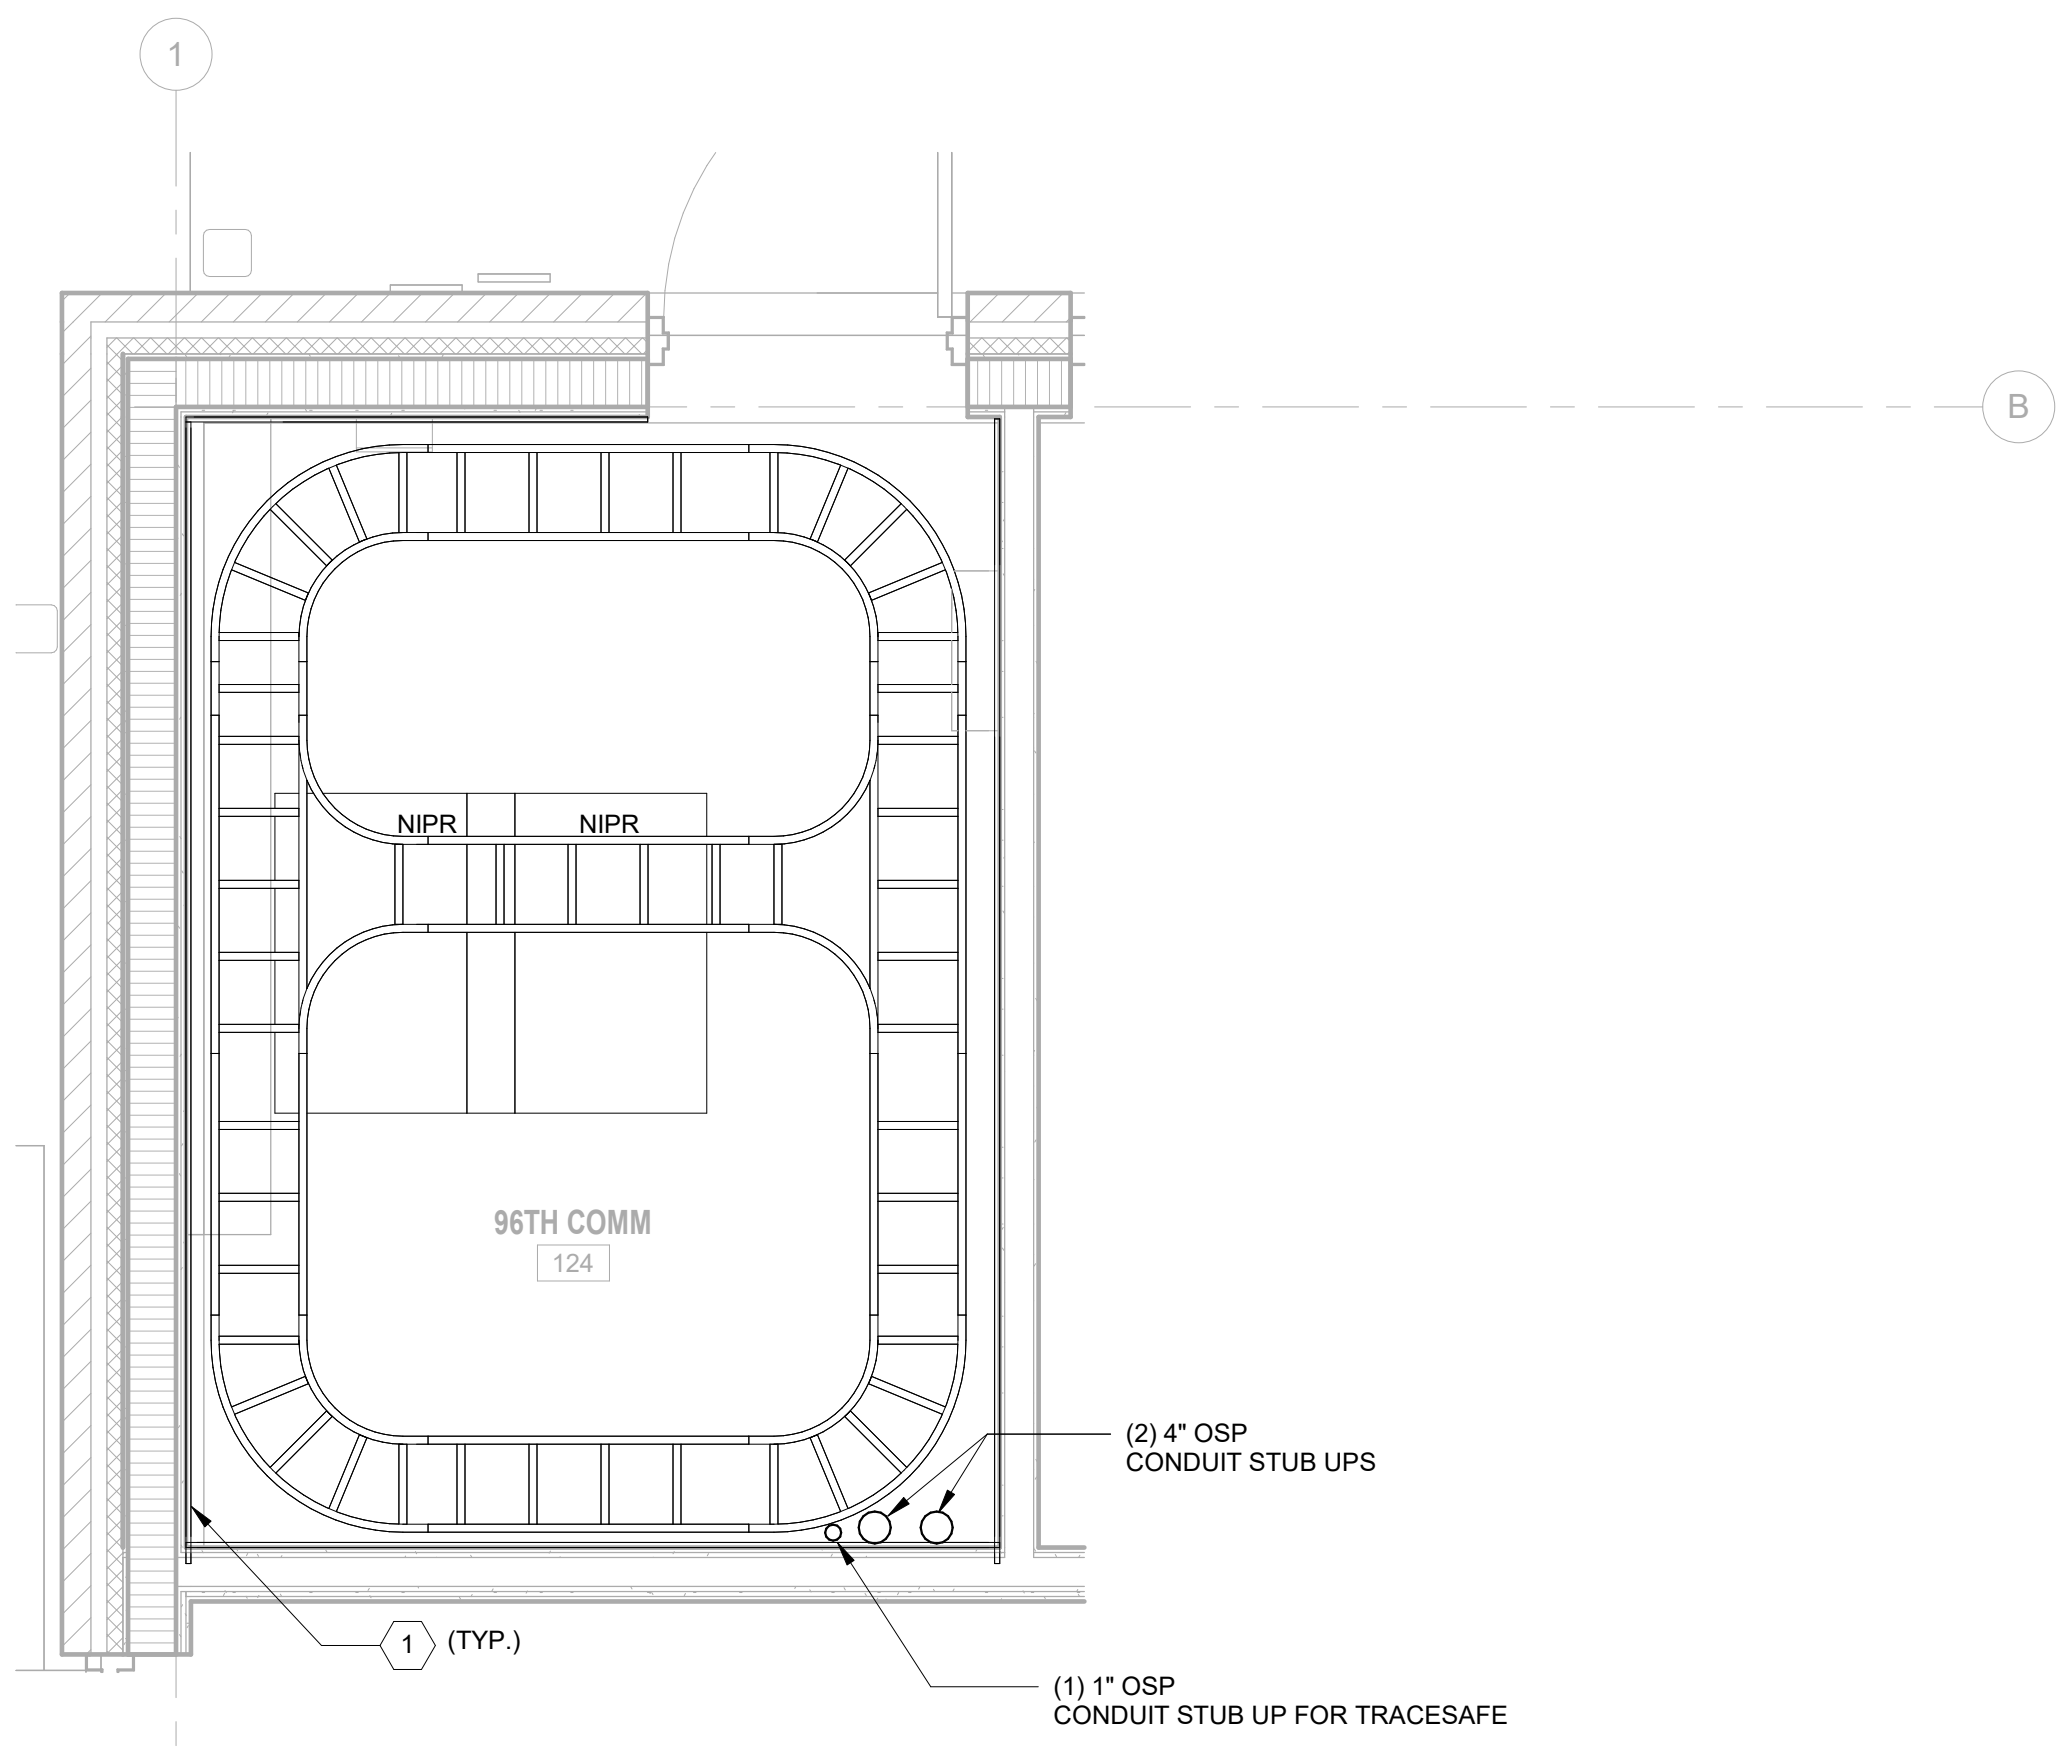 1
B
NIPR
NIPR
96TH COMM
124
(2) 4" OSP
CONDUIT STUB UPS
1
(TYP.)
(1) 1" OSP
CONDUIT STUB UP FOR TRACESAFE